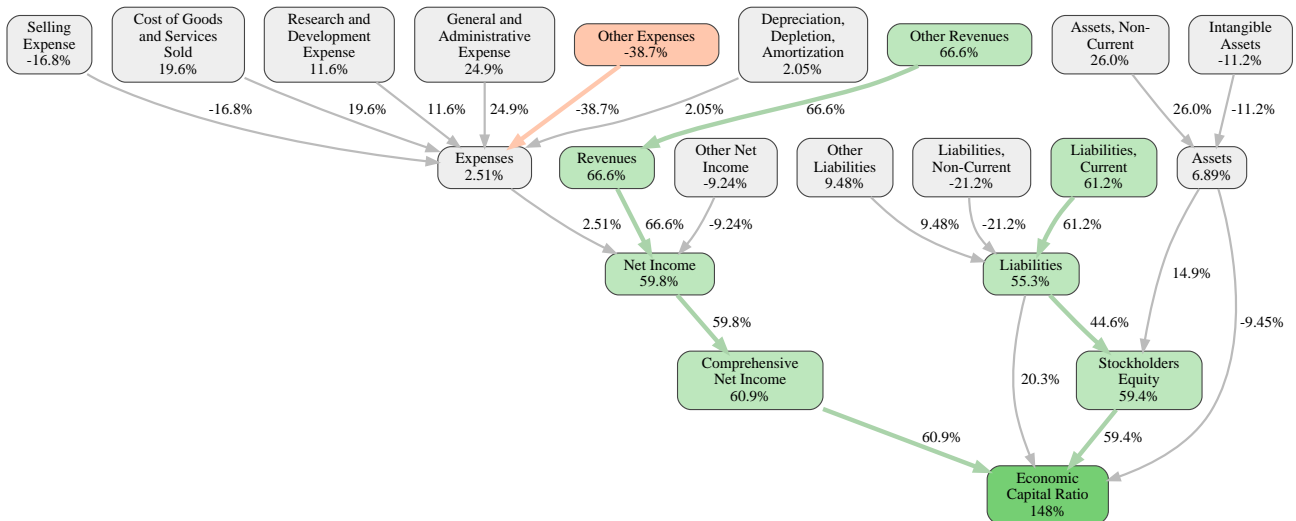 Selling
Expense
-16.8%
Cost of Goods
and Services
Sold
19.6%
Research and
Development
Expense
11.6%
General and
Administrative
Expense
24.9%
Other Expenses
-38.7%
Depreciation,
Depletion,
Amortization
2.05%
Other Revenues
66.6%
Assets, Non-
Current
26.0%
Intangible
Assets
-11.2%
-16.8%
19.6%
11.6%
24.9%
-38.7%
2.05%
66.6%
26.0%
-11.2%
Expenses
2.51%
Revenues
66.6%
Other Net
Income
-9.24%
Other
Liabilities
9.48%
Liabilities,
Non-Current
-21.2%
Liabilities,
Current
61.2%
Assets
6.89%
2.51%
66.6%
-9.24%
9.48%
-21.2%
61.2%
Net Income
59.8%
Liabilities
55.3%
14.9%
59.8%
44.6%
-9.45%
Comprehensive
Net Income
60.9%
20.3%
Stockholders
Equity
59.4%
60.9%
59.4%
Economic
Capital Ratio
148%